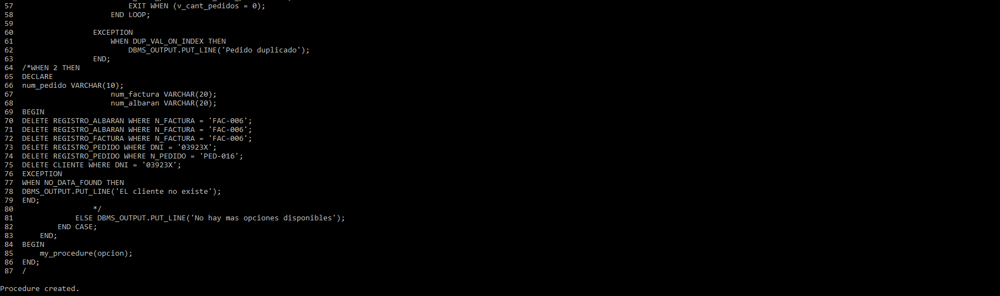 57                          EXIT WHEN (v_cant_pedidos = 0);
58                      END LOOP;
59
60                  EXCEPTION
61                      WHEN DUP_VAL_ON_INDEX THEN
62                          DBMS_OUTPUT.PUT_LINE('Pedido duplicado');
63                  END;
64  /*WHEN 2 THEN
65  DECLARE
66  num_pedido VARCHAR(10);
67                      num_factura VARCHAR(20);
68                      num_albaran VARCHAR(20);
69  BEGIN
70  DELETE REGISTRO_ALBARAN WHERE N_FACTURA = 'FAC-006';
71  DELETE REGISTRO_ALBARAN WHERE N_FACTURA = 'FAC-006';
72  DELETE REGISTRO_FACTURA WHERE N_FACTURA = 'FAC-006';
73  DELETE REGISTRO_PEDIDO WHERE DNI = '03923X';
74  DELETE REGISTRO_PEDIDO WHERE N_PEDIDO = 'PED-016';
75  DELETE CLIENTE WHERE DNI = '03923X';
76  EXCEPTION
77  WHEN NO_DATA_FOUND THEN
78  DBMS_OUTPUT.PUT_LINE('EL cliente no existe');
79  END;
80                  */
81              ELSE DBMS_OUTPUT.PUT_LINE('No hay mas opciones disponibles');
82          END CASE;
83      END;
84  BEGIN
85      my_procedure(opcion);
86  END;
87  /
Procedure created.